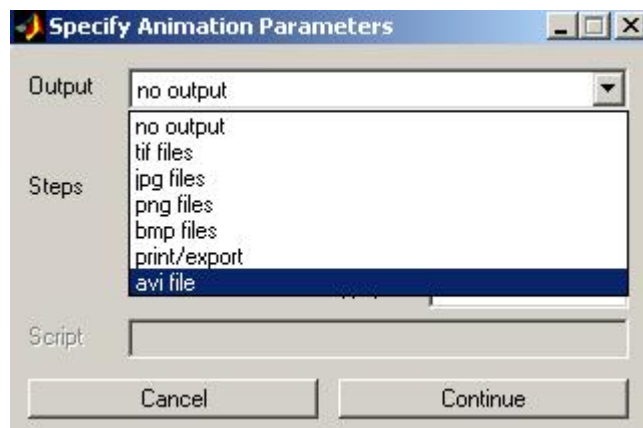 Specify Animation Parameters
Output
no output
no output
tif files
jpg files
Steps
png files
bmp files
print/export
avi file
Script
Cancel
Continue